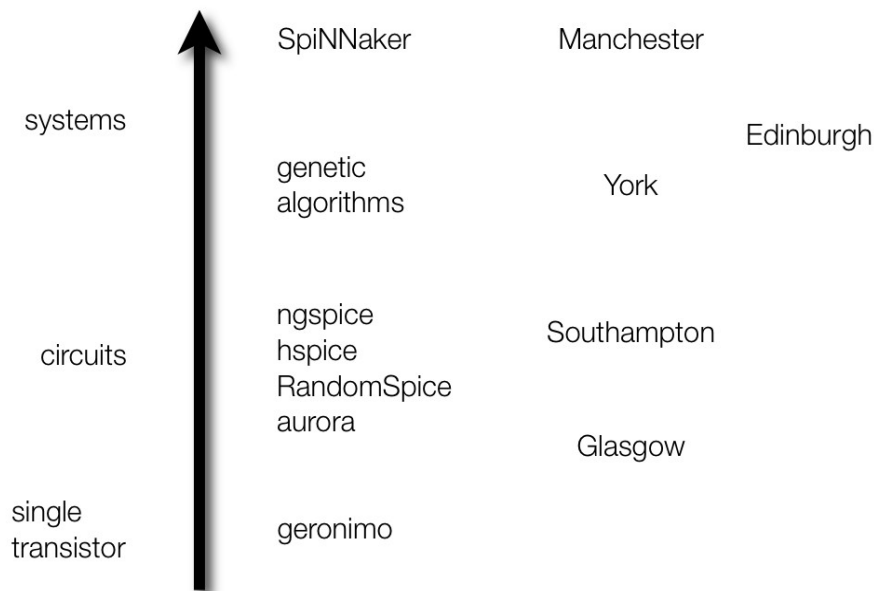 SpiNNaker
Manchester
systems
Edinburgh
genetic
algorithms
York
ngspice
hspice
RandomSpice
aurora
Southampton
circuits
Glasgow
single
transistor
geronimo